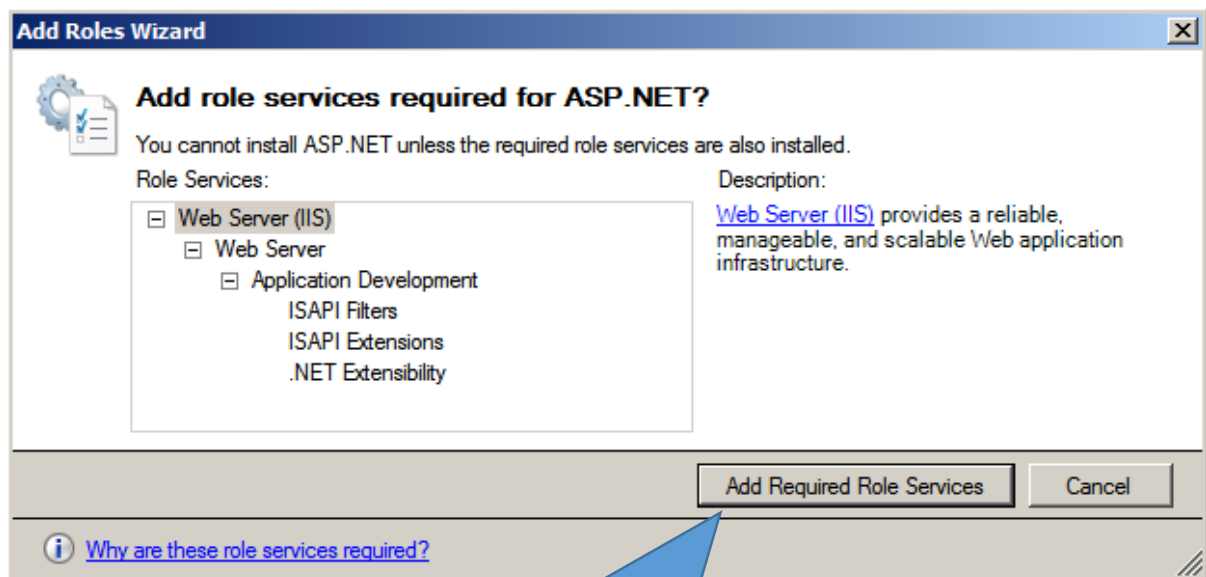 Add Roles Wizard
Add role services required for ASP.NET?
You cannot install ASP.NET unless the required role services are also installed.
Role Services:
Web Server (IIS)
Web Server
Application Development
ISAPI Filters
ISAPI Extensions
.NET Extensibility
Description:
Web Server (IIS) provides a reliable,
manageable, and scalable Web application
infrastructure.
Add Required Role Services
Cancel
Why are these role services required?